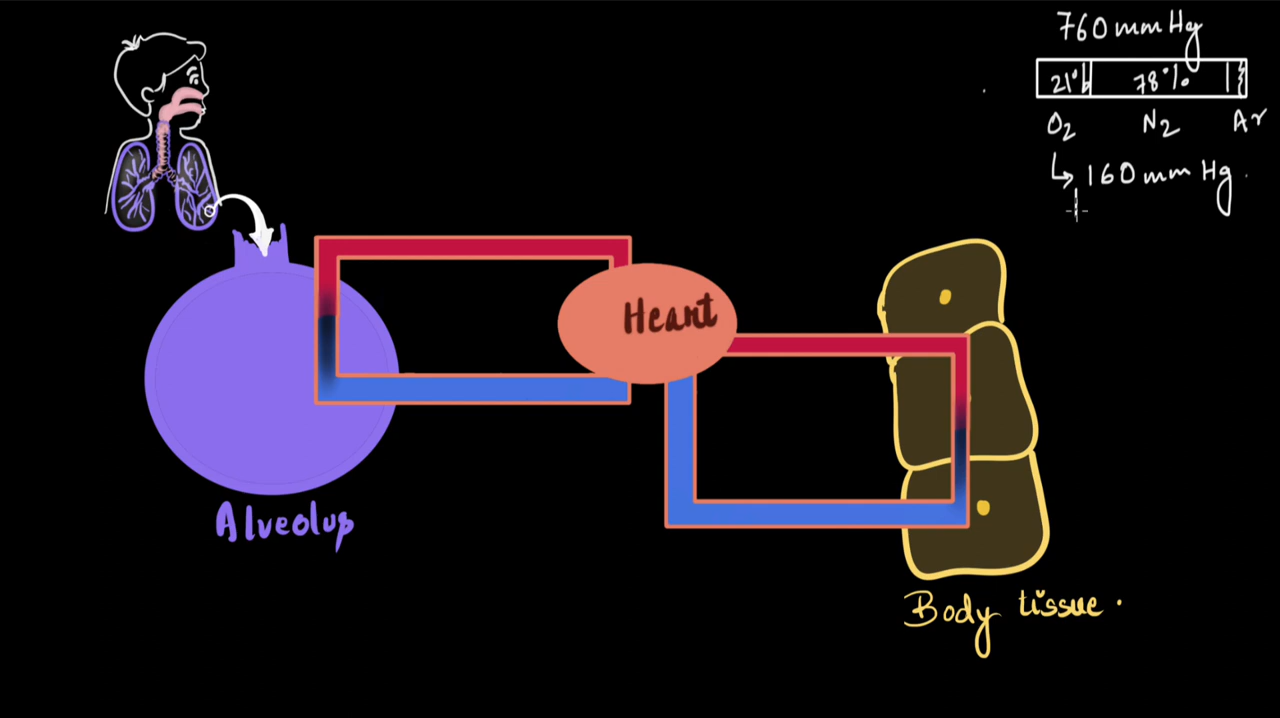 760 mm Hg
21% 78%
O2 N2 Ar
↳ 160 mm Hg.
Heart
Alveolus
Body tissue.